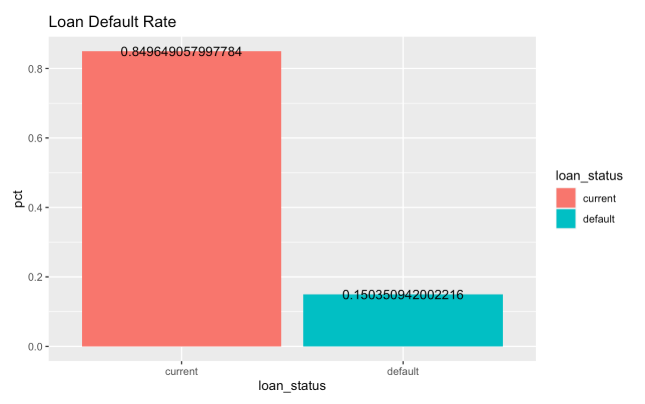 Loan Default Rate
0.849649057997784
0.150350942002216
0.8
0.6
0.4
0.2
0.0
pct
current
default
loan_status
loan_status
current
default